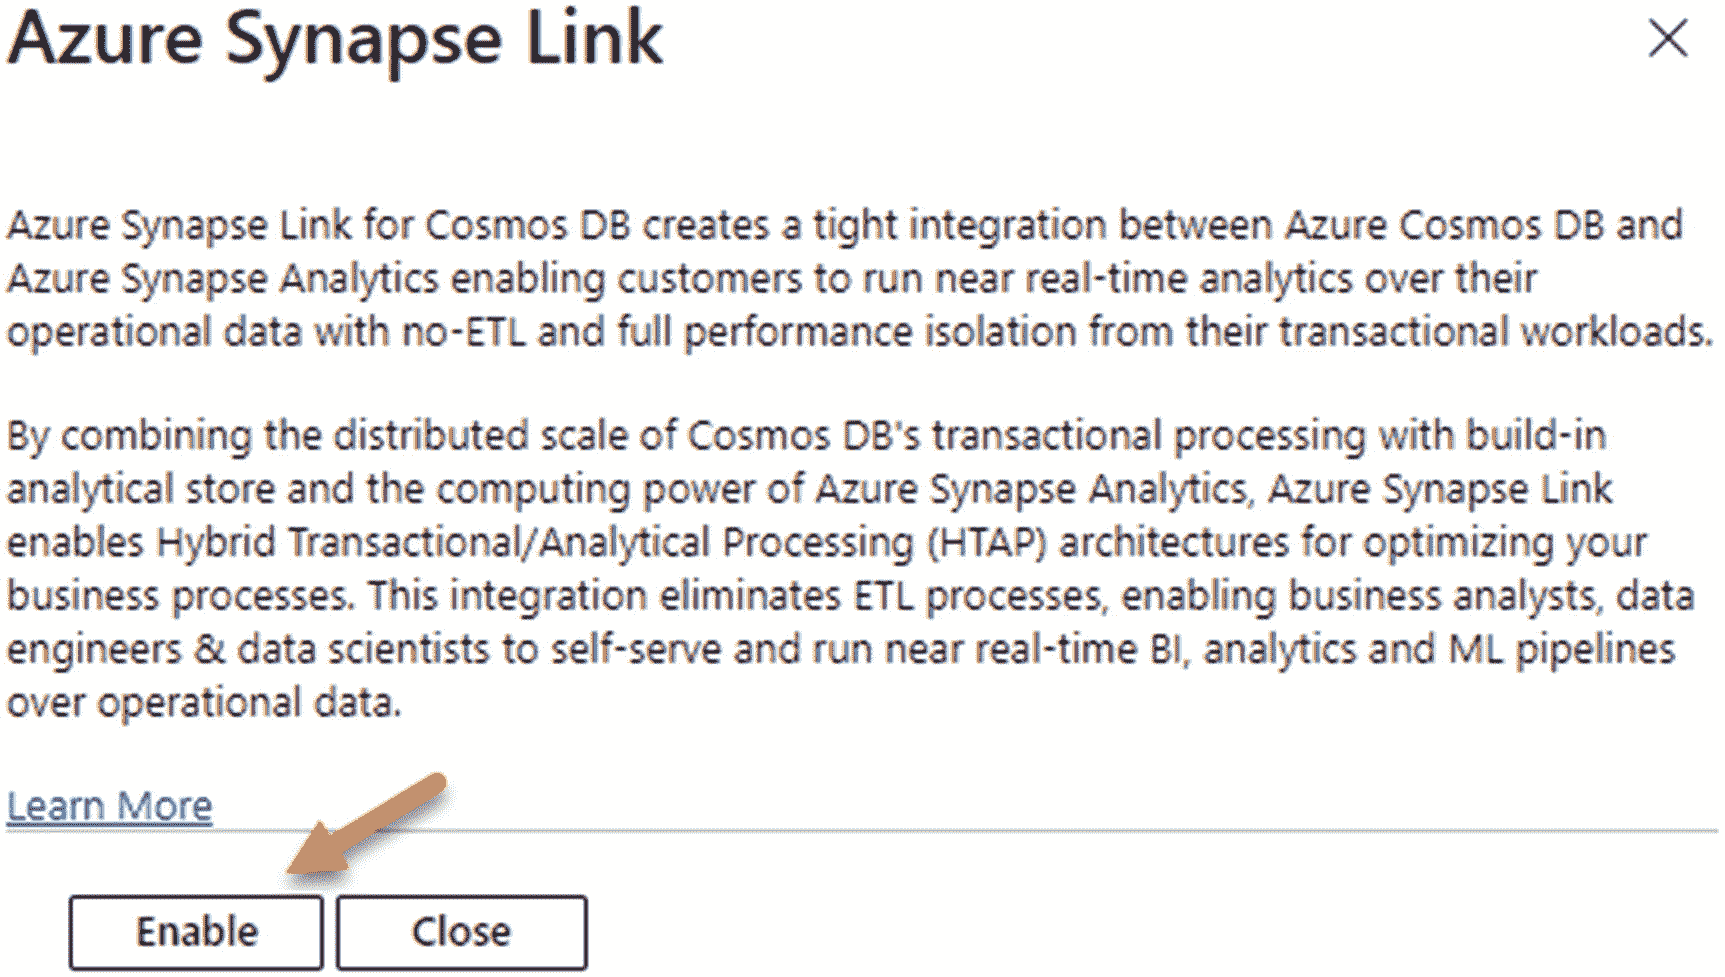 Azure Synapse Link
Azure Synapse Link for Cosmos DB creates a tight integration between Azure Cosmos DB and
Azure Synapse Analytics enabling customers to run near real-time analytics over their
operational data with no-ETL and full performance isolation from their transactional workloads.
By combining the distributed scale of Cosmos DB's transactional processing with build-in
analytical store and the computing power of Azure Synapse Analytics, Azure Synapse Link
enables Hybrid Transactional/Analytical Processing (HTAP) architectures for optimizing your
business processes. This integration eliminates ETL processes, enabling business analysts, data
engineers & data scientists to self-serve and run near real-time BI, analytics and ML pipelines
over operational data.
Learn More
Enable Close